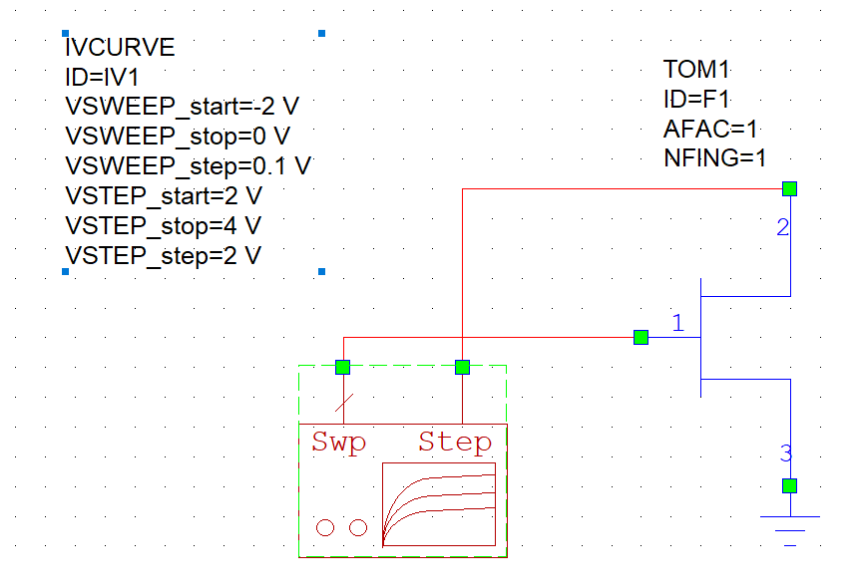 IVCURVE
ID=IV1
VSWEEP_start=-2 V
VSWEEP_stop=0 V
VSWEEP_step=0.1 V
VSTEP_start=2 V
VSTEP_stop=4 V
VSTEP_step=2 V
TOM1
ID=F1
AFAC=1
NFING=1
2
1
3
Swp Step